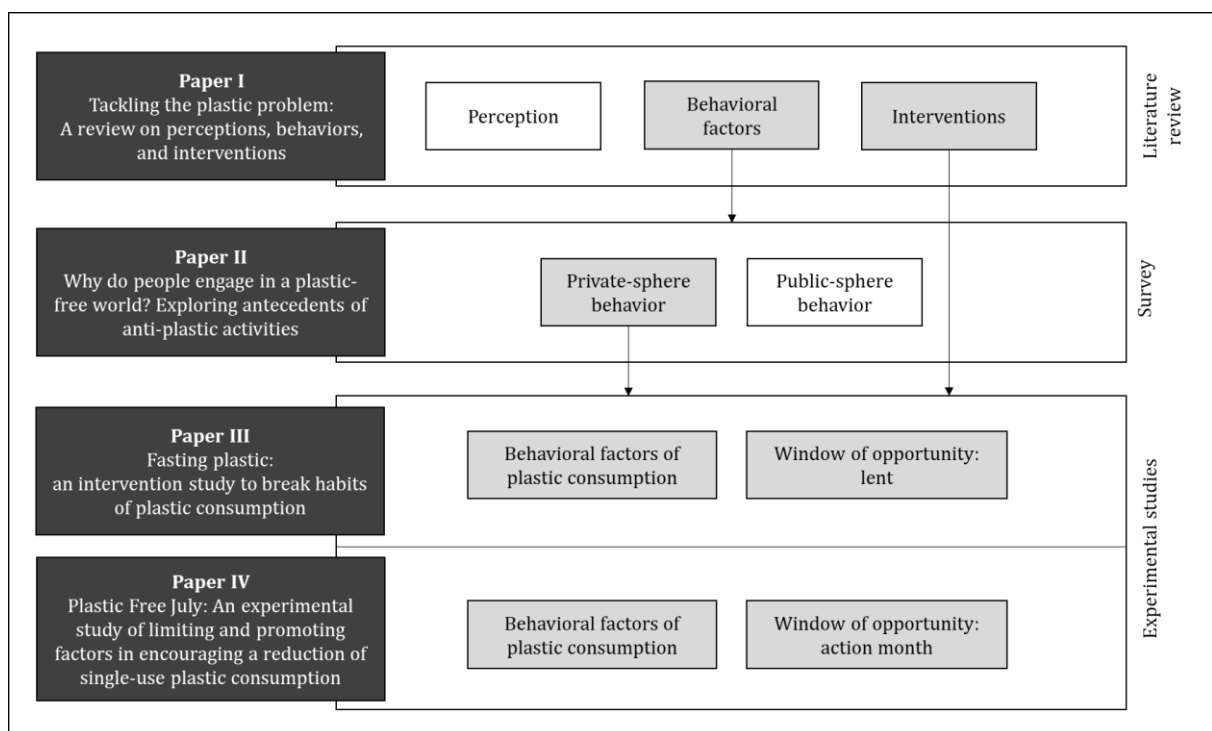 Paper I
Tackling the plastic problem:
A review on perceptions, behaviors,
and interventions
Perception
Behavioral
factors
Interventions
Literature
review
Paper II
Why do people engage in a plastic-
free world? Exploring antecedents of
anti-plastic activities
Private-sphere
behavior
Public-sphere
behavior
Survey
Paper III
Fasting plastic:
an intervention study to break habits
of plastic consumption
Behavioral factors of
plastic consumption
Window of opportunity:
lent
Paper IV
Plastic Free July: An experimental
study of limiting and promoting
factors in encouraging a reduction of
single-use plastic consumption
Behavioral factors of
plastic consumption
Window of opportunity:
action month
Experimental studies